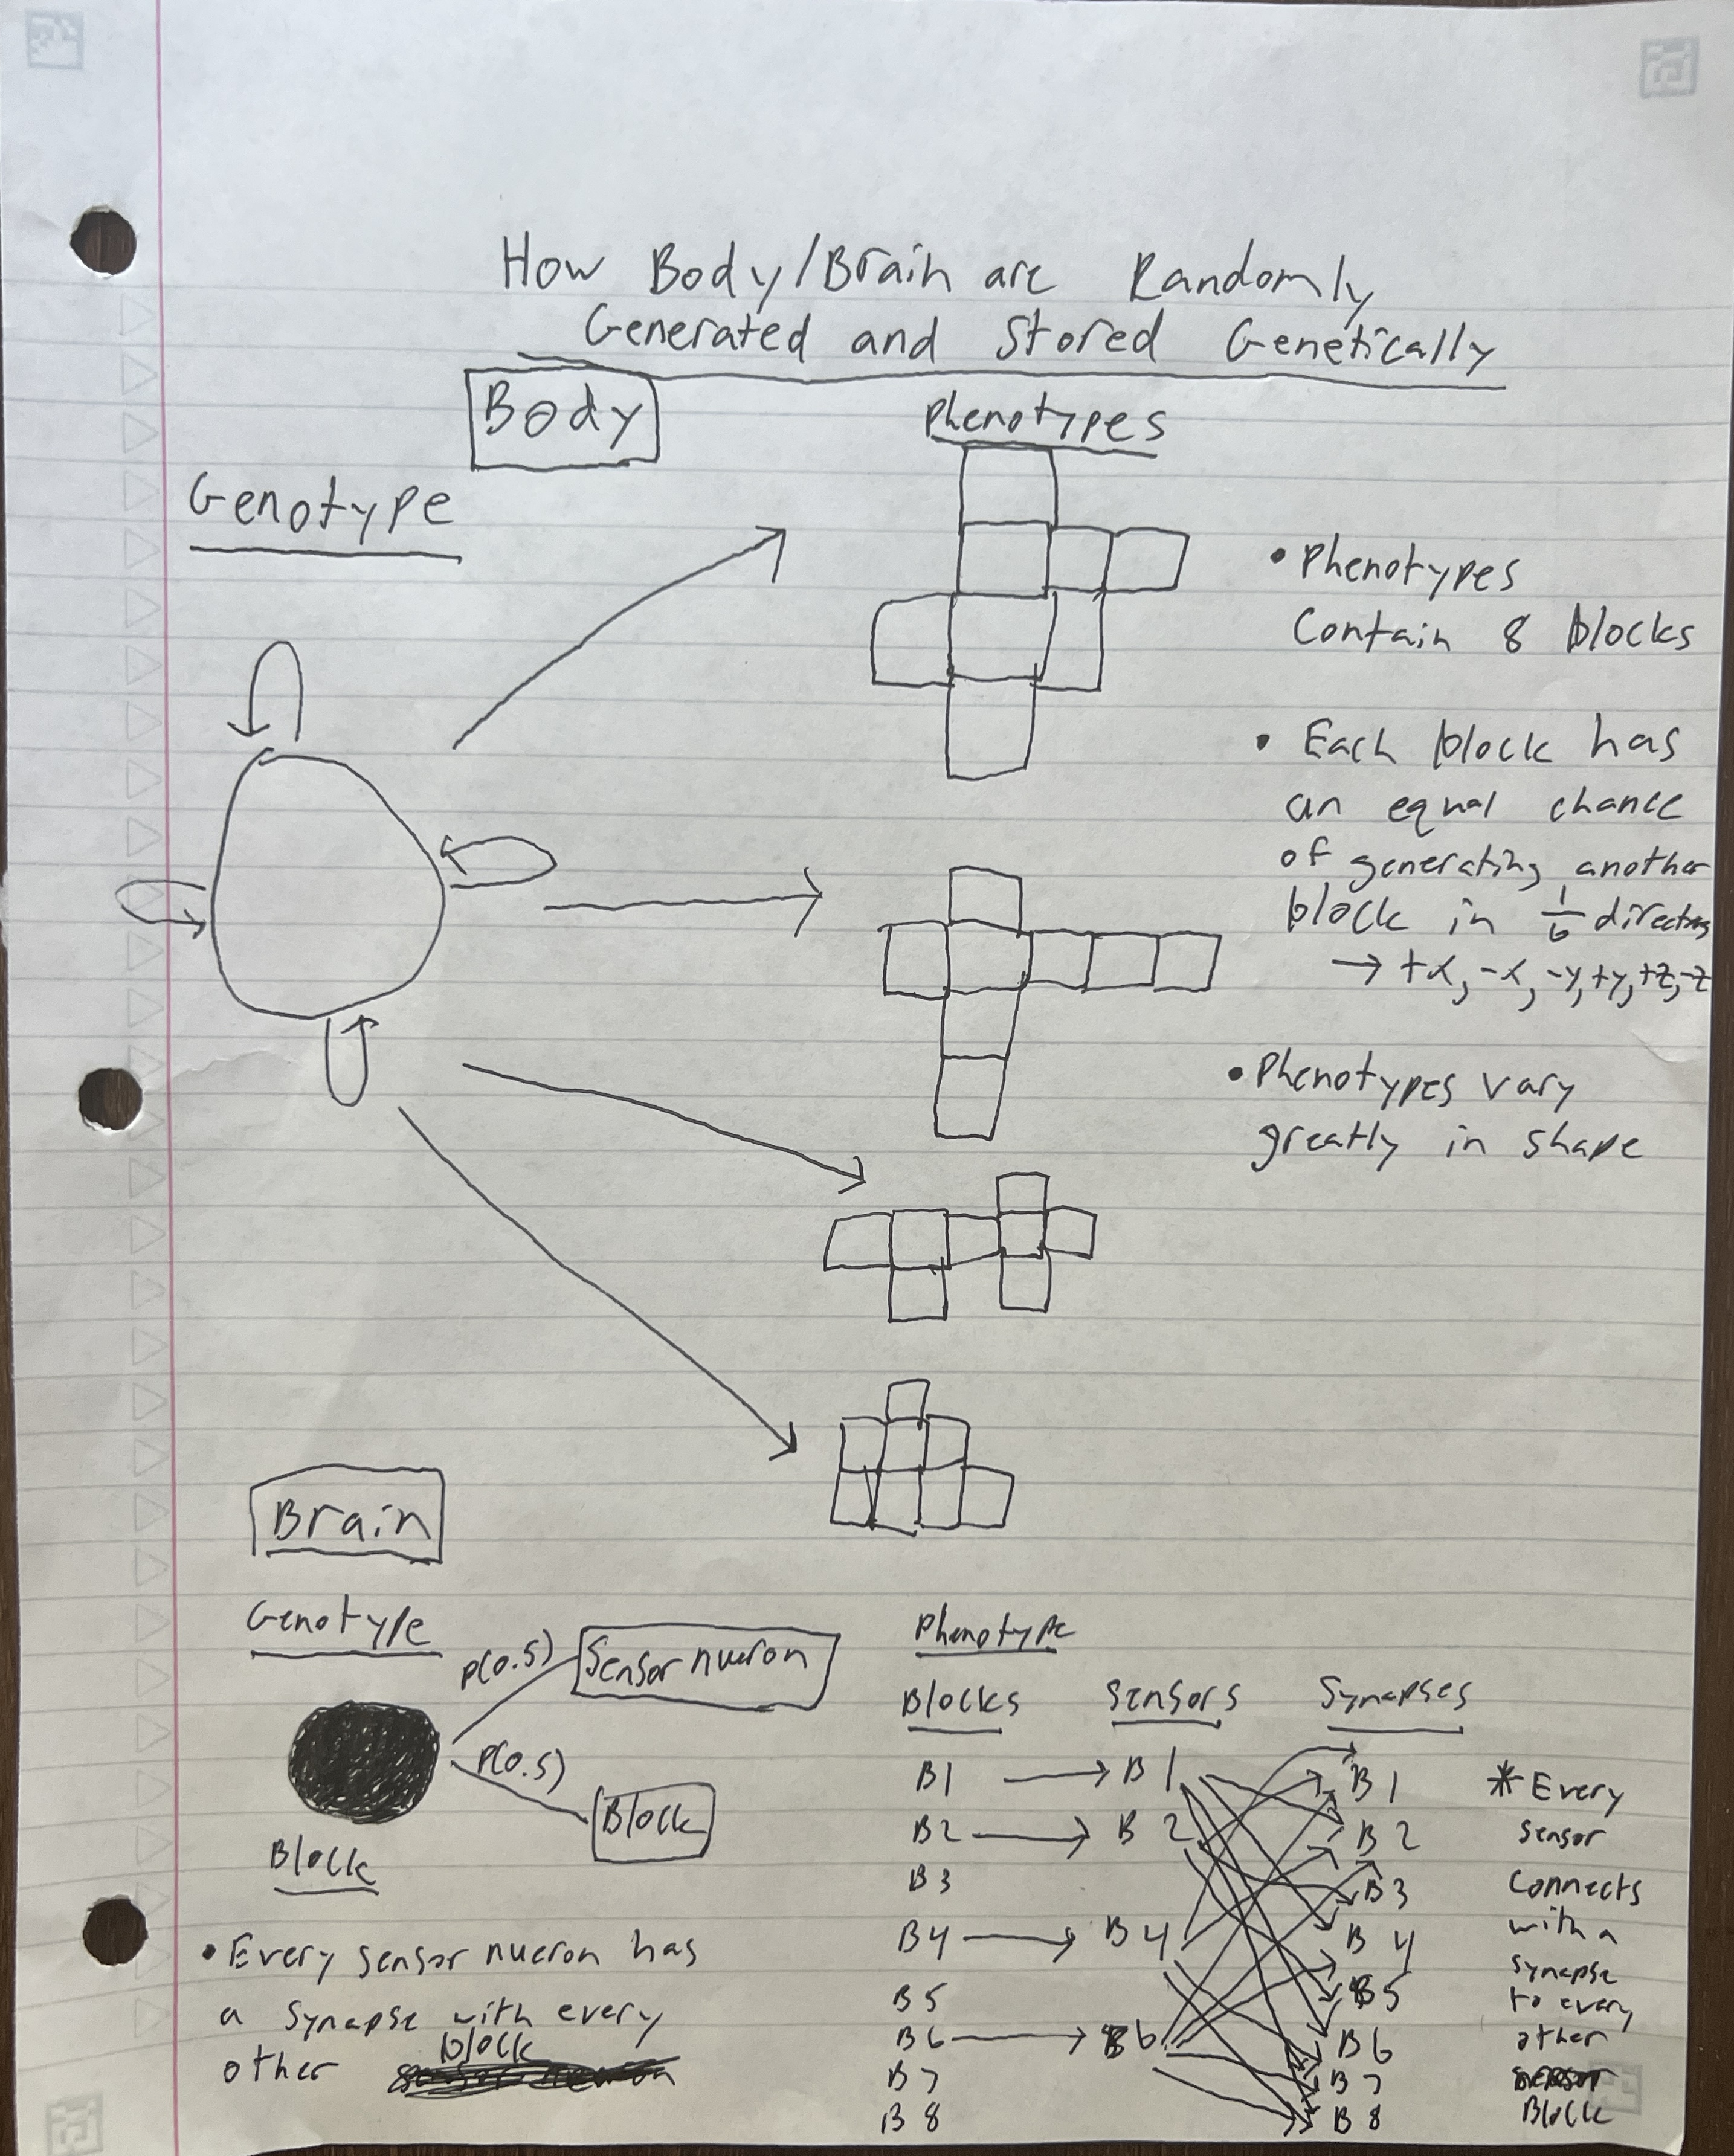 How Body/Brain are Randomly
Generated and Stored Genetically
Body
Phenotypes
Genotype
• Phenotypes
Contain 8 blocks
• Each block has
an equal chance
of generating another
block in 1/6 directions
→ +x, -x, -y, +y, +z, -z
• Phenotypes vary
greatly in shape
Brain
Genotype
P(0.5)
Sensor nueron
P(0.5)
Block
Block
• Every sensor nueron has
a synapse with every
other block
Phenotype
Blocks Sensors Synapses
B1 → B1 B1
B2 → B2 B2
B3 B3
B4 → B4 B4
B5 B5
B6 → B6 B6
B7 B7
B8 B8
* Every
sensor
connects
with a
synapse
to every
other
Block